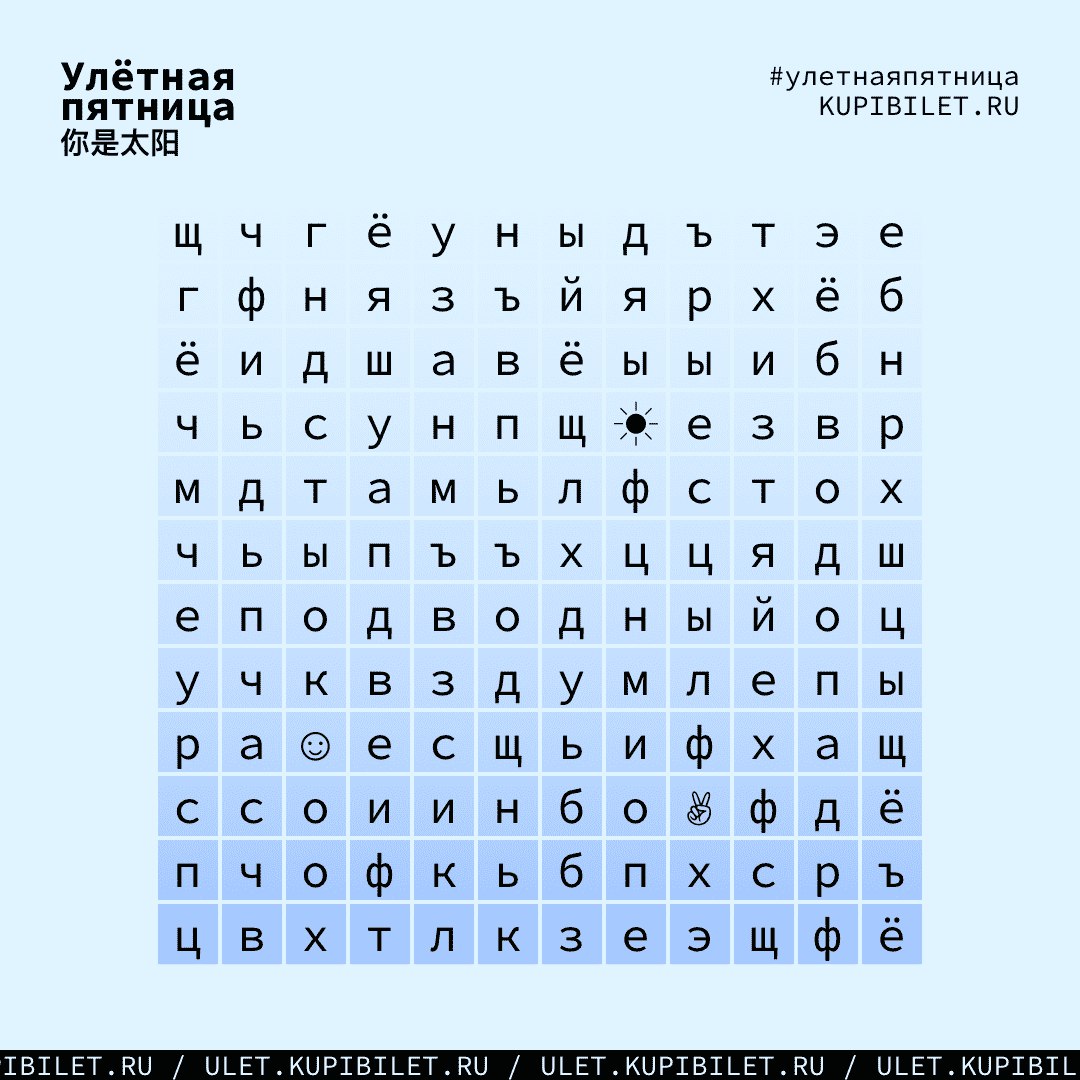 Улётная
пятница
你是太阳
#улетнаяпятница
KUPIBILET.RU
щ ч г ё у н ы д ъ т э е
г ф н я з ъ й я р х ё б
ё и д ш а в ё ы ы и б н
ч ь с у н п щ ☀ е з в р
м д т а м ь л ф с т о х
ч ь ы п ъ ъ х ц ц я д ш
е п о д в о д н ы й о ц
у ч к в з д у м л е п ы
р а ☺ е с щ ь и ф х а щ
с с о и и н б о ✌ ф д ё
п ч о ф к ь б п х с р ъ
ц в х т л к з е э щ ф ё
IBILET.RU / ULET.KUPIBILET.RU / ULET.KUPIBILET.RU / ULET.KUPIBIL